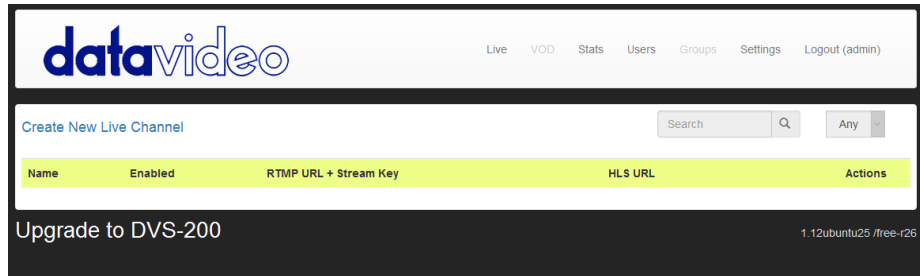 datavideo
Live VOD Stats Users Groups Settings Logout (admin)
Create New Live Channel
Search
Any
Name Enabled RTMP URL + Stream Key HLS URL Actions
Upgrade to DVS-200
1.12ubuntu25 /free-r26